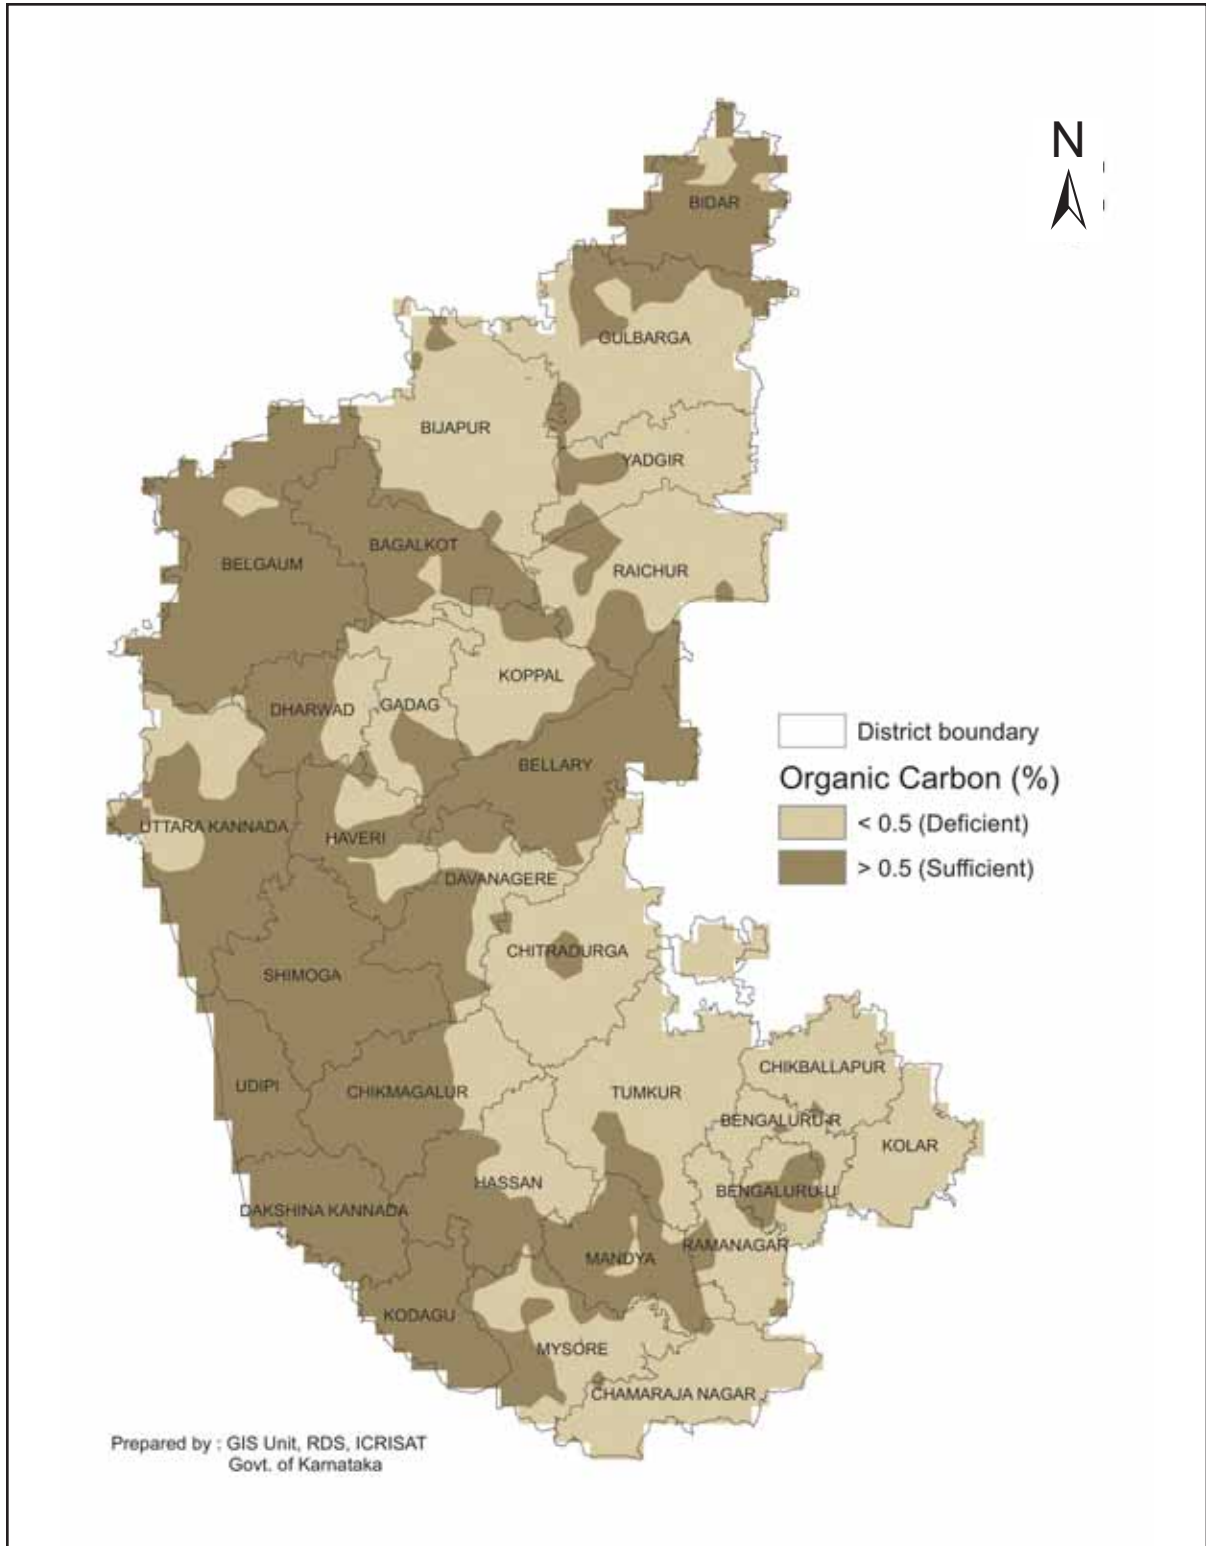 N
BIDAR
GULBARGA
BIJAPUR
YADGIR
BAGALKOT
BELGAUM
RAICHUR
KOPPAL
DHARWAD
GADAG
District boundary
BELLARY
Organic Carbon (%)
< 0.5 (Deficient)
UTTARA KANNADA
HAVERI
> 0.5 (Sufficient)
DAVANAGERE
CHITRADURGA
SHIMOGA
CHIKBALLAPUR
UDIPI
CHIKMAGALUR
TUMKUR
BENGALURU-R
KOLAR
HASSAN
BENGALURU-U
DAKSHINA KANNADA
RAMANAGAR
MANDYA
KODAGU
MYSORE
CHAMARAJA NAGAR
Prepared by : GIS Unit, RDS, ICRISAT
Govt. of Karnataka